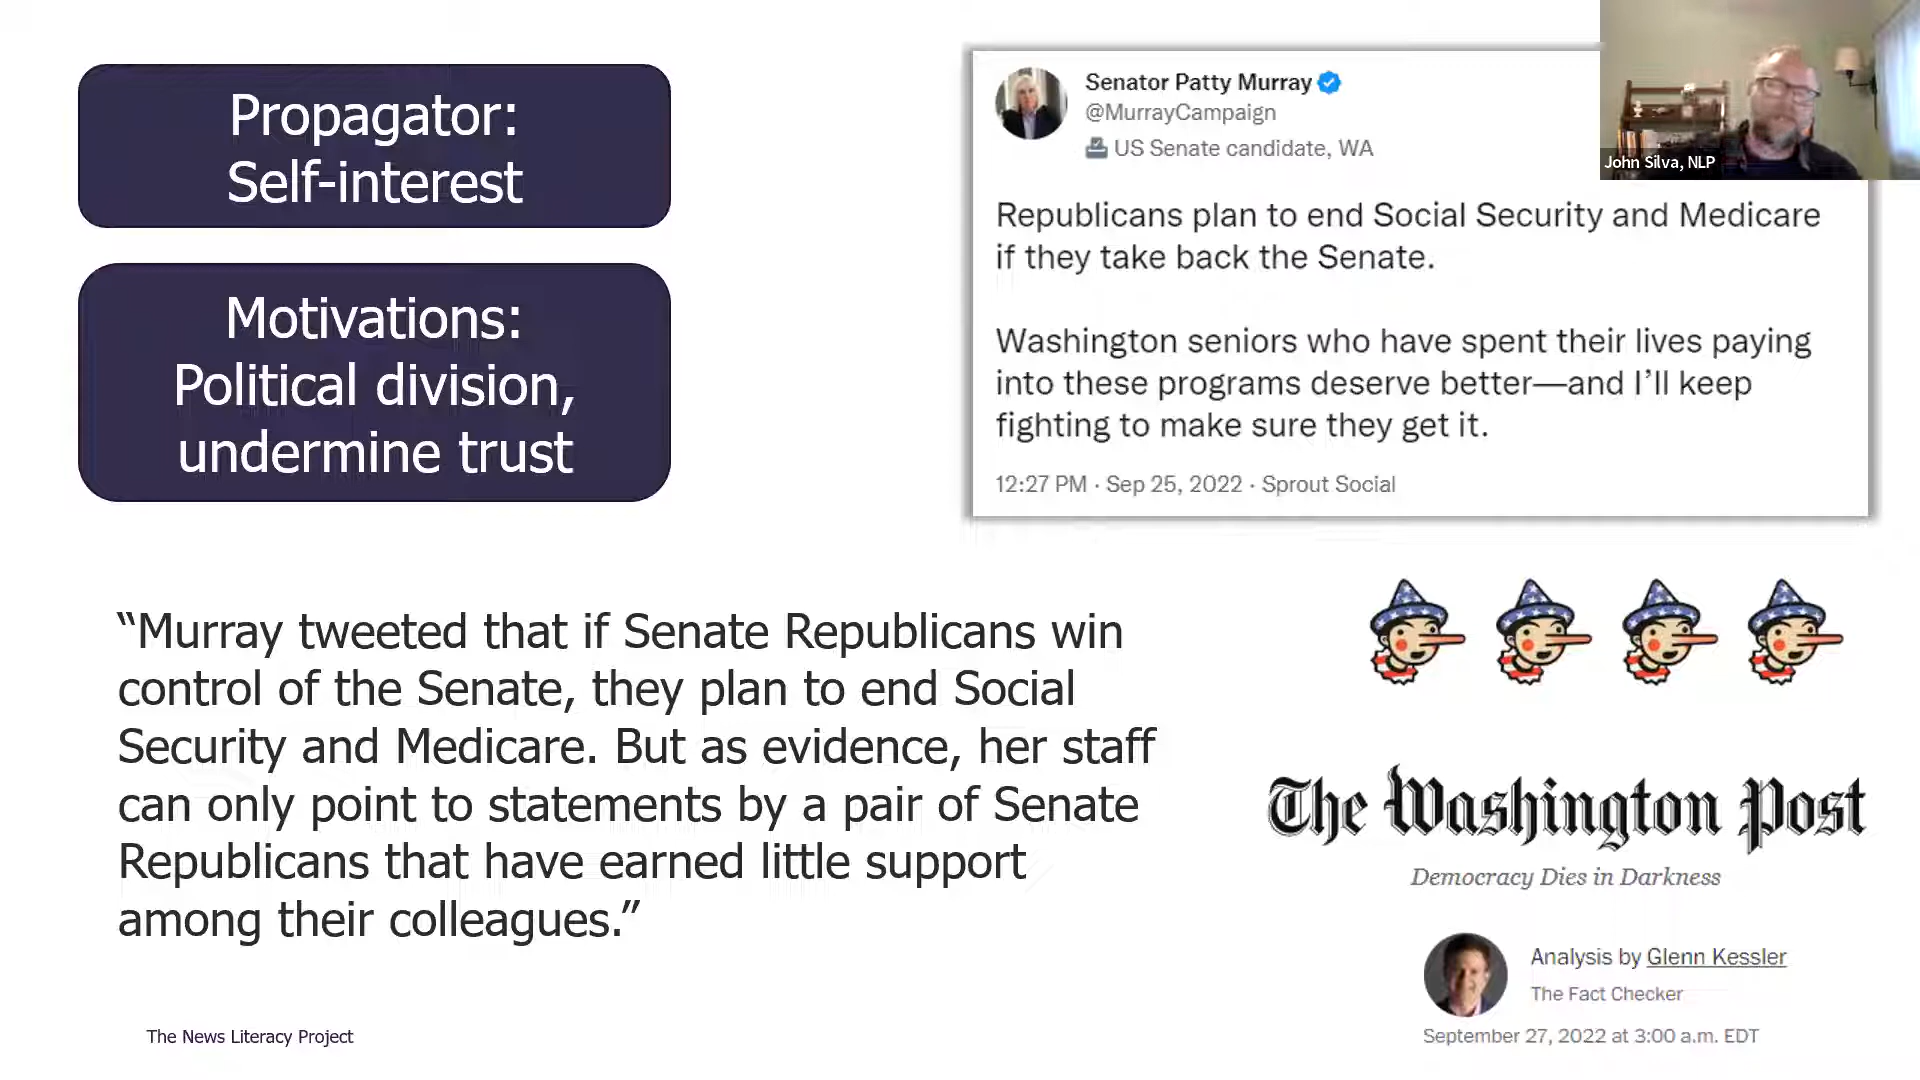 Propagator:
Self-interest
Motivations:
Political division,
undermine trust
Senator Patty Murray
@MurrayCampaign
US Senate candidate, WA
Republicans plan to end Social Security and Medicare
if they take back the Senate.
Washington seniors who have spent their lives paying
into these programs deserve better—and I’ll keep
fighting to make sure they get it.
12:27 PM · Sep 25, 2022 · Sprout Social
John Silva, NLP
“Murray tweeted that if Senate Republicans win
control of the Senate, they plan to end Social
Security and Medicare. But as evidence, her staff
can only point to statements by a pair of Senate
Republicans that have earned little support
among their colleagues.”
The Washington Post
Democracy Dies in Darkness
Analysis by Glenn Kessler
The Fact Checker
September 27, 2022 at 3:00 a.m. EDT
The News Literacy Project